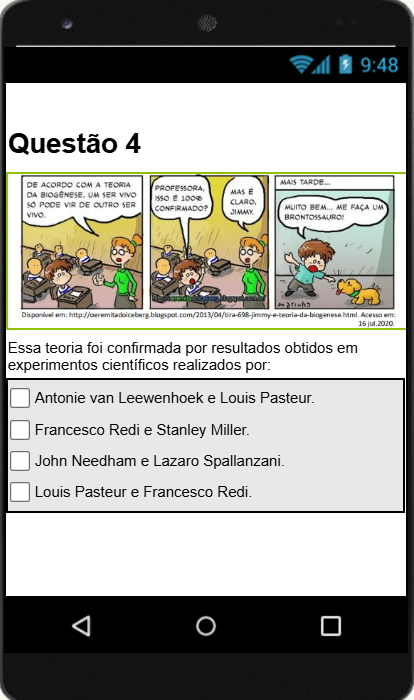 9:48
Questão 4
DE ACORDO COM A TEORIA
DA BIOGÊNESE, UM SER VIVO
SÓ PODE VIR DE OUTRO SER
VIVO.
PROFESSORA,
ISSO É 100%
CONFIRMADO?
MAS É
CLARO,
JIMMY.
MAIS TARDE...
MUITO BEM... ME FAÇA UM
BRONTOSSAURO!
Disponível em: http://oeremitadoiceberg.blogspot.com/2013/04/tira-698-jimmy-e-teoria-da-biogenese.html. Acesso em:
16 jul.2020.
Essa teoria foi confirmada por resultados obtidos em
experimentos científicos realizados por:
Antonie van Leewenhoek e Louis Pasteur.
Francesco Redi e Stanley Miller.
John Needham e Lazaro Spallanzani.
Louis Pasteur e Francesco Redi.